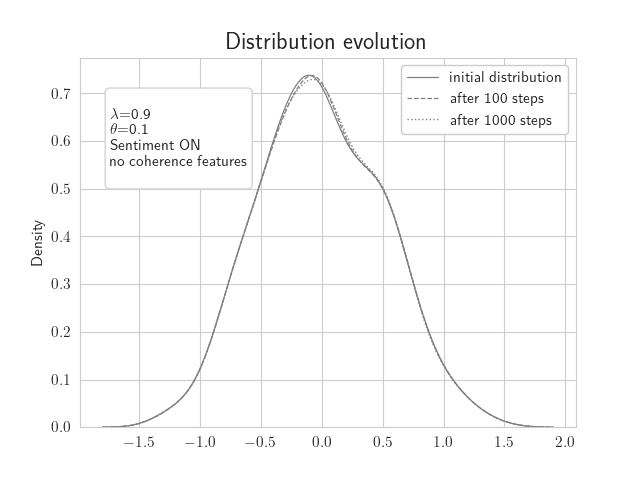 Distribution evolution
initial distribution
after 100 steps
after 1000 steps
λ=0.9
θ=0.1
Sentiment ON
no coherence features
Density
0.7
0.6
0.5
0.4
0.3
0.2
0.1
0.0
−1.5 −1.0 −0.5 0.0 0.5 1.0 1.5 2.0